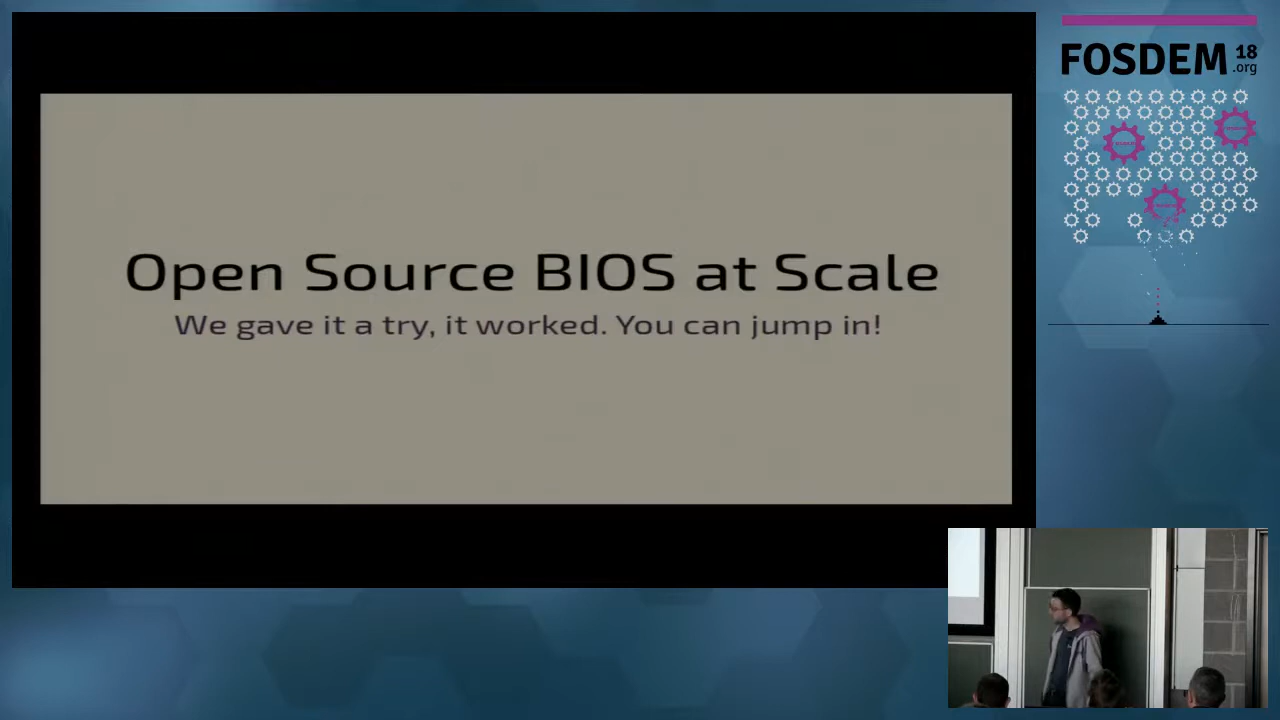 Open Source BIOS at Scale
We gave it a try, it worked. You can jump in!
FOSDEM 18
.org